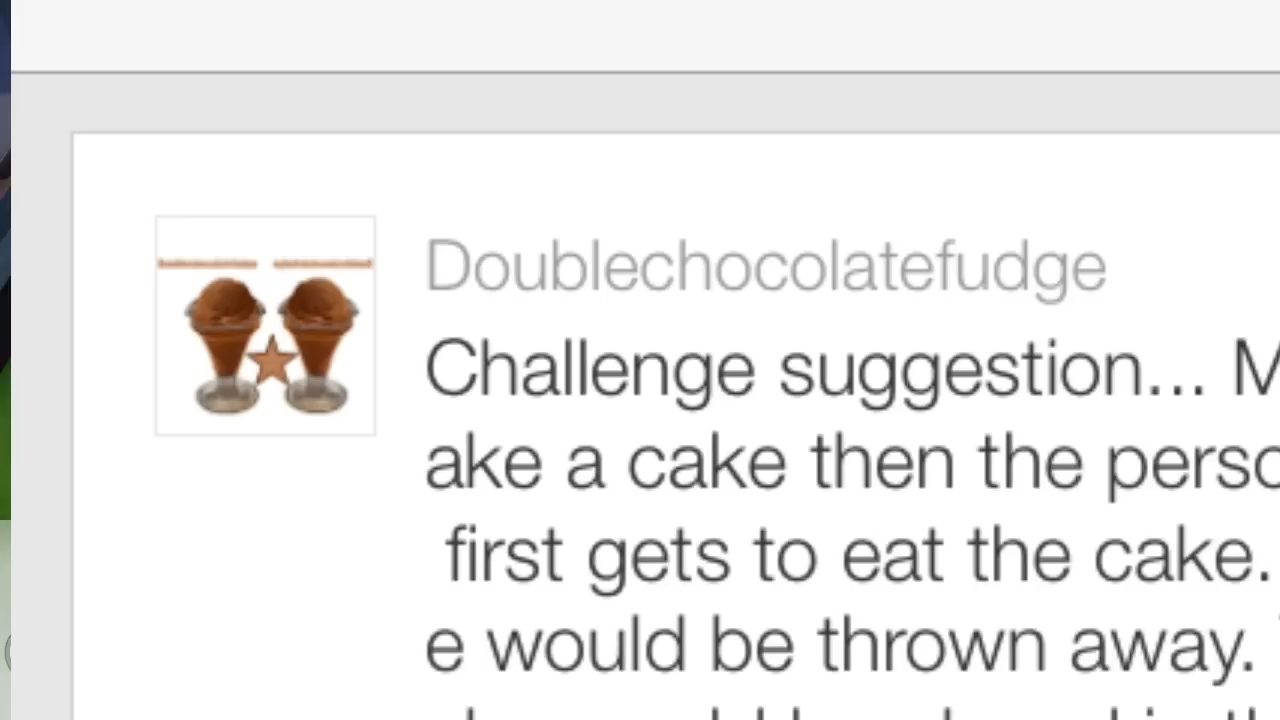 Doublechocolatefudge
Challenge suggestion... M
ake a cake then the perso
first gets to eat the cake.
e would be thrown away.